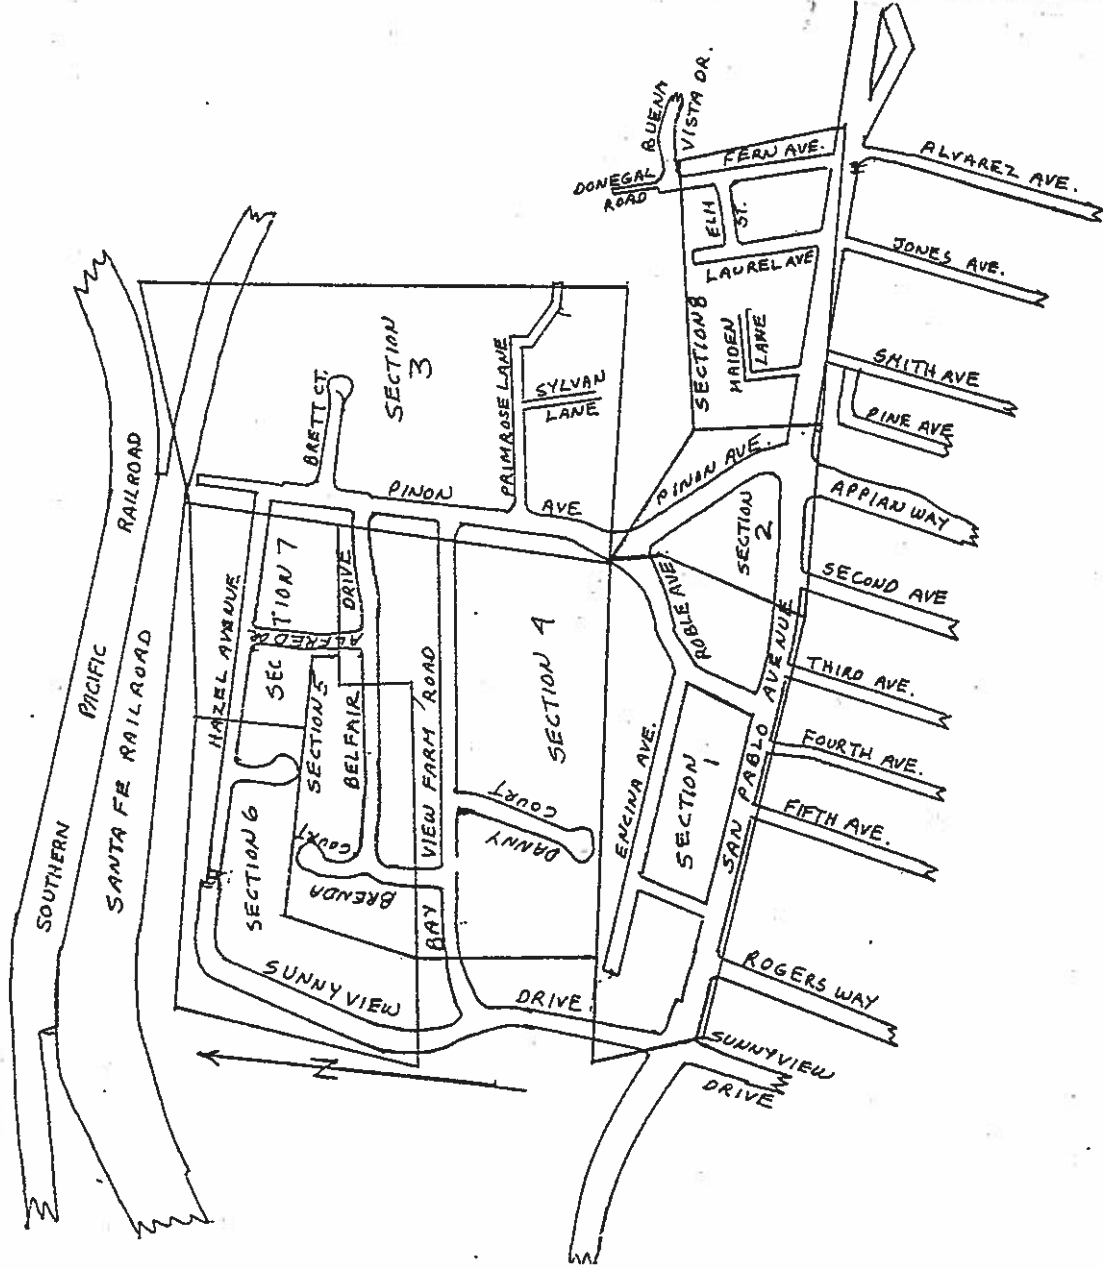 BUENA
VISTA DR.
DONEGAL
ROAD
FERN AVE.
ALVAREZ AVE.
ELM
ST.
LAUREL AVE
JONES AVE.
SECTION 8
MAIDEN
LANE
SMITH AVE
PINE AVE
APPIAN WAY
SECTION
3
BRETT CT.
PRIMROSE LANE
SYLVAN
LANE
PINON
AVE
PINON AVE.
SECTION
2
ROBLE AVE.
SECOND AVE
THIRD AVE.
FOURTH AVE.
FIFTH AVE.
SAN PABLO AVENUE
ENCINA AVE.
SECTION
1
ROGERS WAY
SUNNYVIEW
DRIVE
SECTION 4
DANNY
COURT
BAY VIEW FARM ROAD
BELFAIR DRIVE
SECTION 5
ALFRED DR
SEC TION 7
HAZEL AVENUE
SECTION 6
BRENDA
COURT
SUNNYVIEW DRIVE.
SOUTHERN PACIFIC RAILROAD
SANTA FE RAILROAD
N